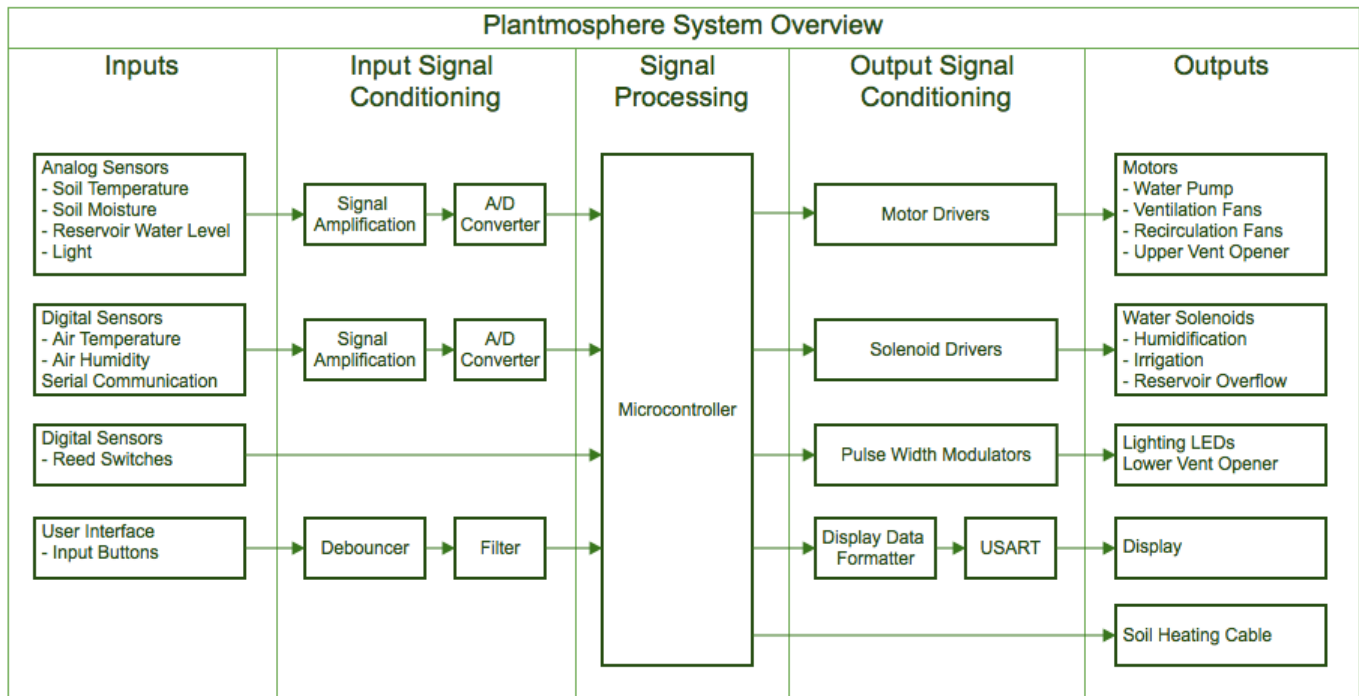 Plantmosphere System Overview
Inputs
Input Signal
Conditioning
Signal
Processing
Output Signal
Conditioning
Outputs
Analog Sensors
- Soil Temperature
- Soil Moisture
- Reservoir Water Level
- Light
Signal
Amplification
A/D
Converter
Motor Drivers
Motors
- Water Pump
- Ventilation Fans
- Recirculation Fans
- Upper Vent Opener
Digital Sensors
- Air Temperature
- Air Humidity
Serial Communication
Signal
Amplification
A/D
Converter
Solenoid Drivers
Water Solenoids
- Humidification
- Irrigation
- Reservoir Overflow
Microcontroller
Digital Sensors
- Reed Switches
Pulse Width Modulators
Lighting LEDs
Lower Vent Opener
User Interface
- Input Buttons
Debouncer
Filter
Display Data
Formatter
USART
Display
Soil Heating Cable